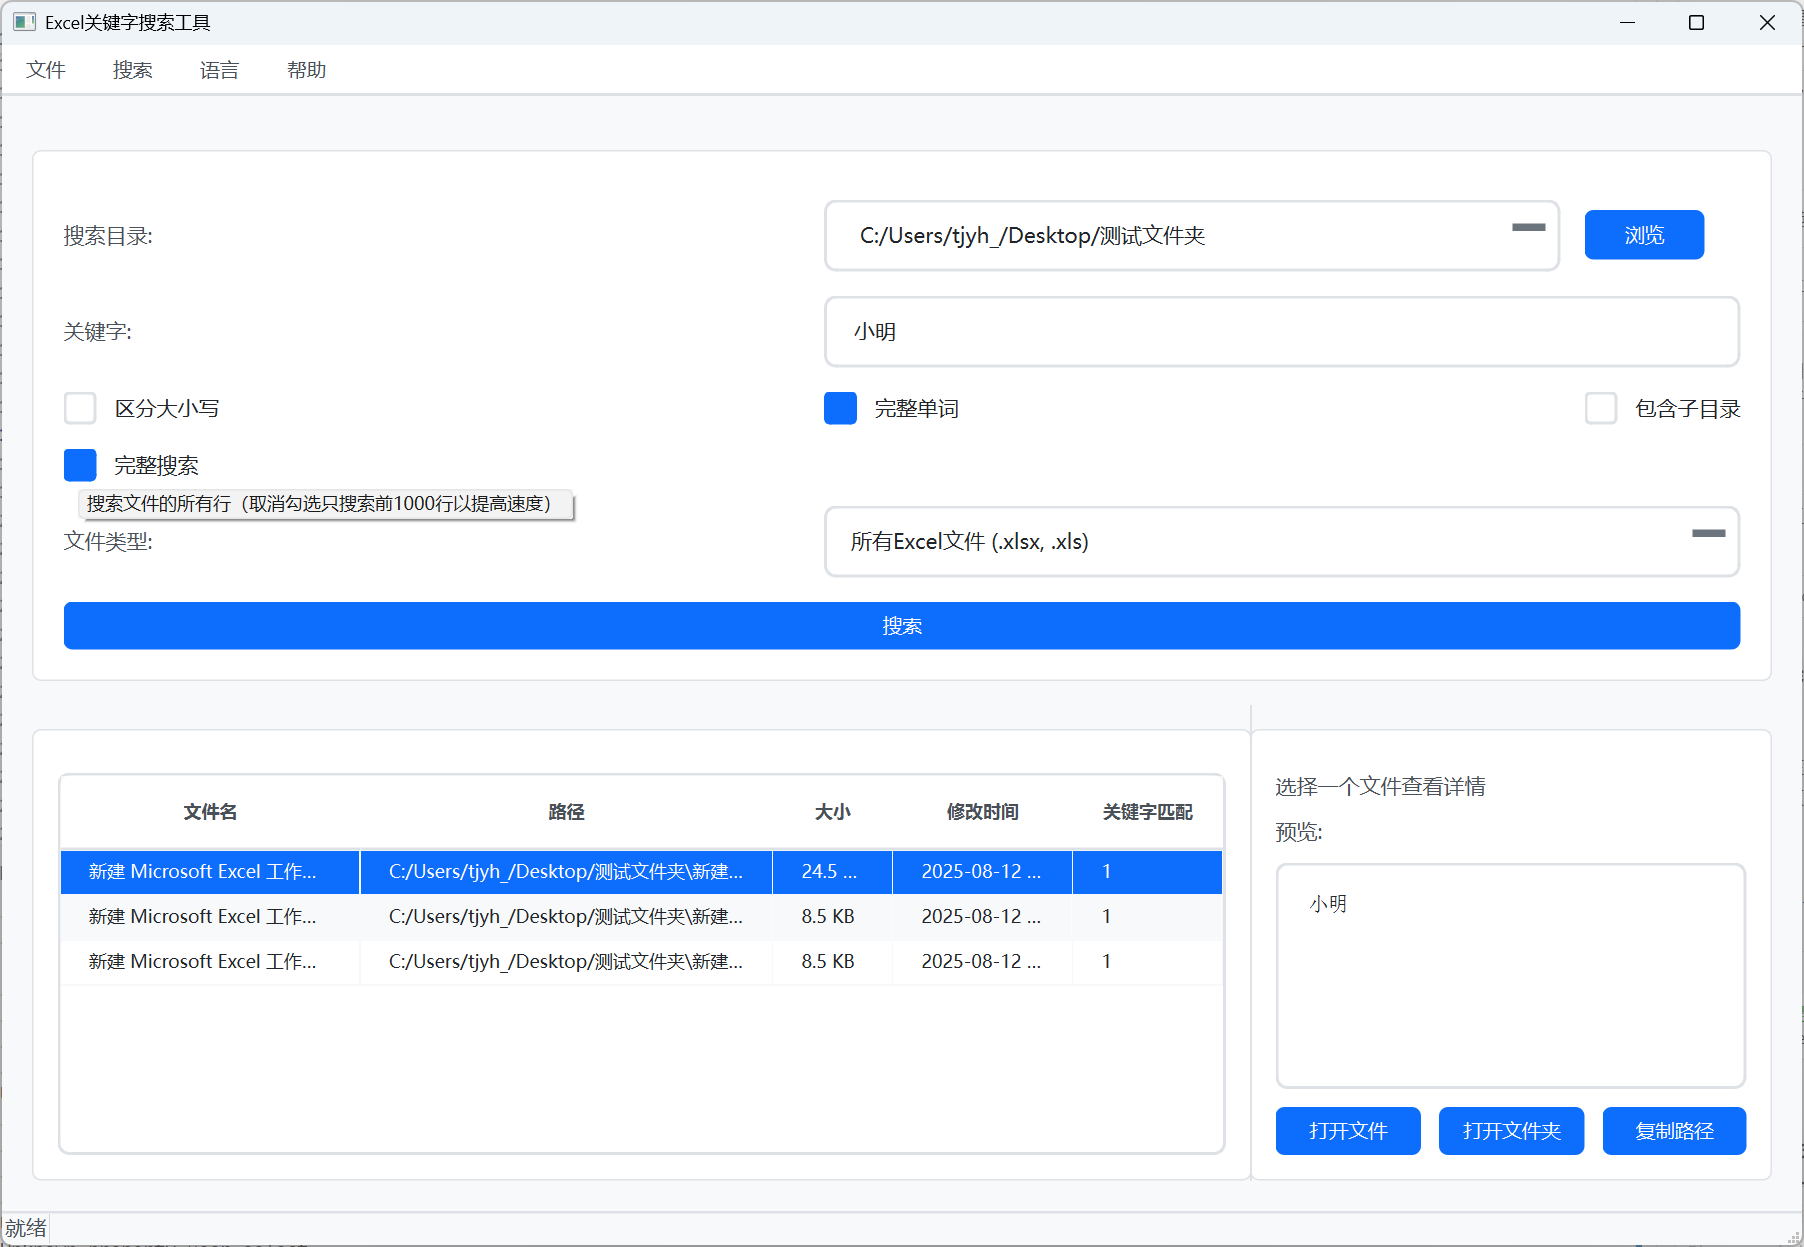 Excel关键字搜索工具
文件 搜索 语言 帮助
搜索目录: C:/Users/tjyh_/Desktop/测试文件夹 浏览
关键字: 小明
区分大小写 完整单词 包含子目录
完整搜索
搜索文件的所有行（取消勾选只搜索前1000行以提高速度）
文件类型: 所有Excel文件 (.xlsx, .xls)
搜索
文件名 路径 大小 修改时间 关键字匹配
新建 Microsoft Excel 工作... C:/Users/tjyh_/Desktop/测试文件夹\新建... 24.5 ... 2025-08-12 ... 1
新建 Microsoft Excel 工作... C:/Users/tjyh_/Desktop/测试文件夹\新建... 8.5 KB 2025-08-12 ... 1
新建 Microsoft Excel 工作... C:/Users/tjyh_/Desktop/测试文件夹\新建... 8.5 KB 2025-08-12 ... 1
选择一个文件查看详情
预览:
小明
打开文件 打开文件夹 复制路径
就绪